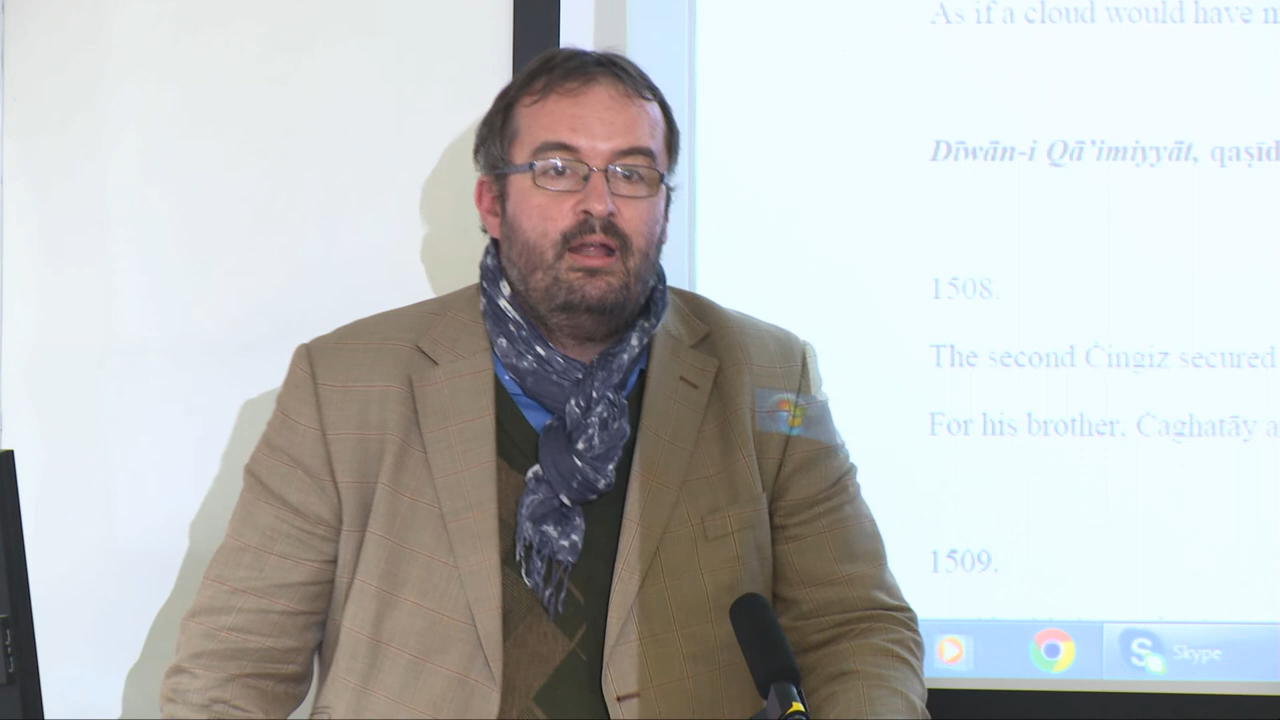 As if a cloud would have m
Dīwān-i Qā’imiyyāt, qaṣīd
1508.
The second Čingiz secured
For his brother, Čaghatāy a
1509.
Skype